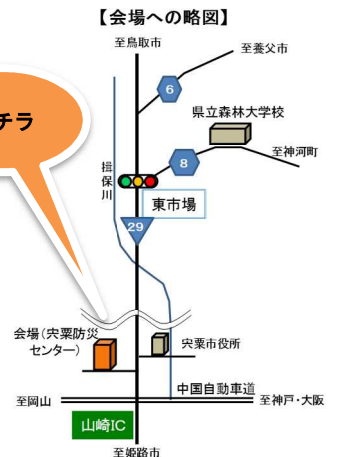 【会場への略図】
至鳥取市
至養父市
6
チラ
県立森林大学校
8
至神河町
揖保川
東市場
29
会場(宍粟防災
センター)
宍粟市役所
中国自動車道
至岡山
至神戸・大阪
山崎IC
至姫路市